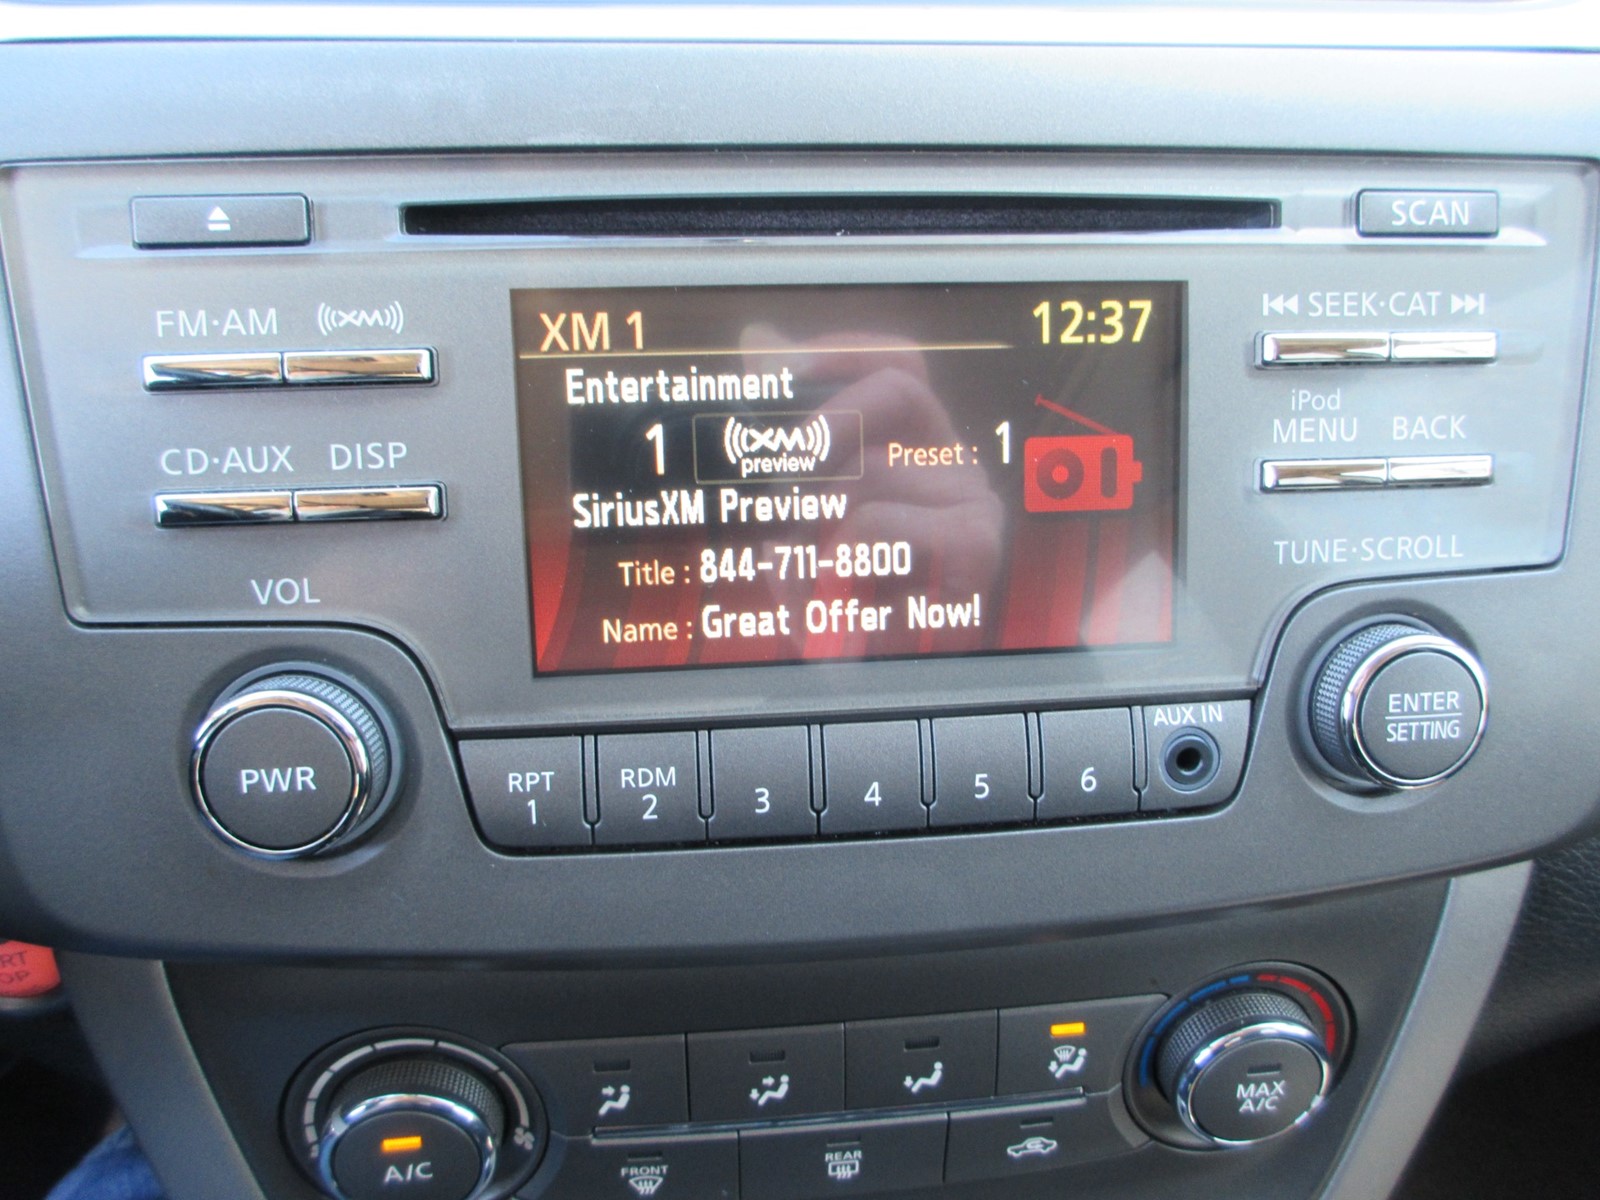 SCAN
FM·AM XM
SEEK·CAT
XM 1 12:37
Entertainment
1 XM preview Preset : 1
SiriusXM Preview
Title : 844-711-8800
Name : Great Offer Now!
iPod
MENU BACK
CD·AUX DISP
TUNE·SCROLL
VOL
PWR
ENTER
SETTING
RPT
1
RDM
2
3
4
5
6
AUX IN
A/C
MAX
A/C
FRONT
REAR